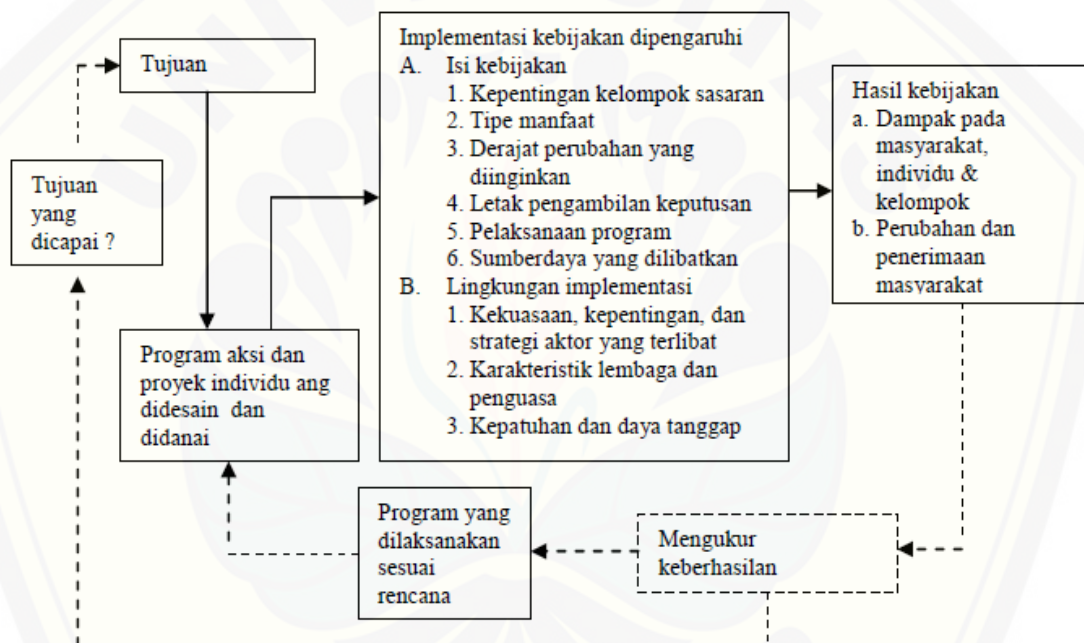 Tujuan
Implementasi kebijakan dipengaruhi
A. Isi kebijakan
1. Kepentingan kelompok sasaran
2. Tipe manfaat
3. Derajat perubahan yang
diinginkan
4. Letak pengambilan keputusan
5. Pelaksanaan program
6. Sumberdaya yang dilibatkan
B. Lingkungan implementasi
1. Kekuasaan, kepentingan, dan
strategi aktor yang terlibat
2. Karakteristik lembaga dan
penguasa
3. Kepatuhan dan daya tanggap
Hasil kebijakan
a. Dampak pada
masyarakat,
individu &
kelompok
b. Perubahan dan
penerimaan
masyarakat
Tujuan
yang
dicapai ?
Program aksi dan
proyek individu ang
didesain dan
didanai
Program yang
dilaksanakan
sesuai
rencana
Mengukur
keberhasilan